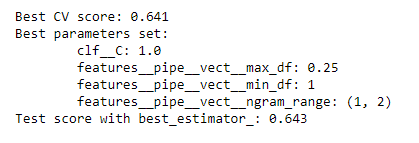 Best CV score: 0.641
Best parameters set:
clf__C: 1.0
features__pipe__vect__max_df: 0.25
features__pipe__vect__min_df: 1
features__pipe__vect__ngram_range: (1, 2)
Test score with best_estimator_: 0.643